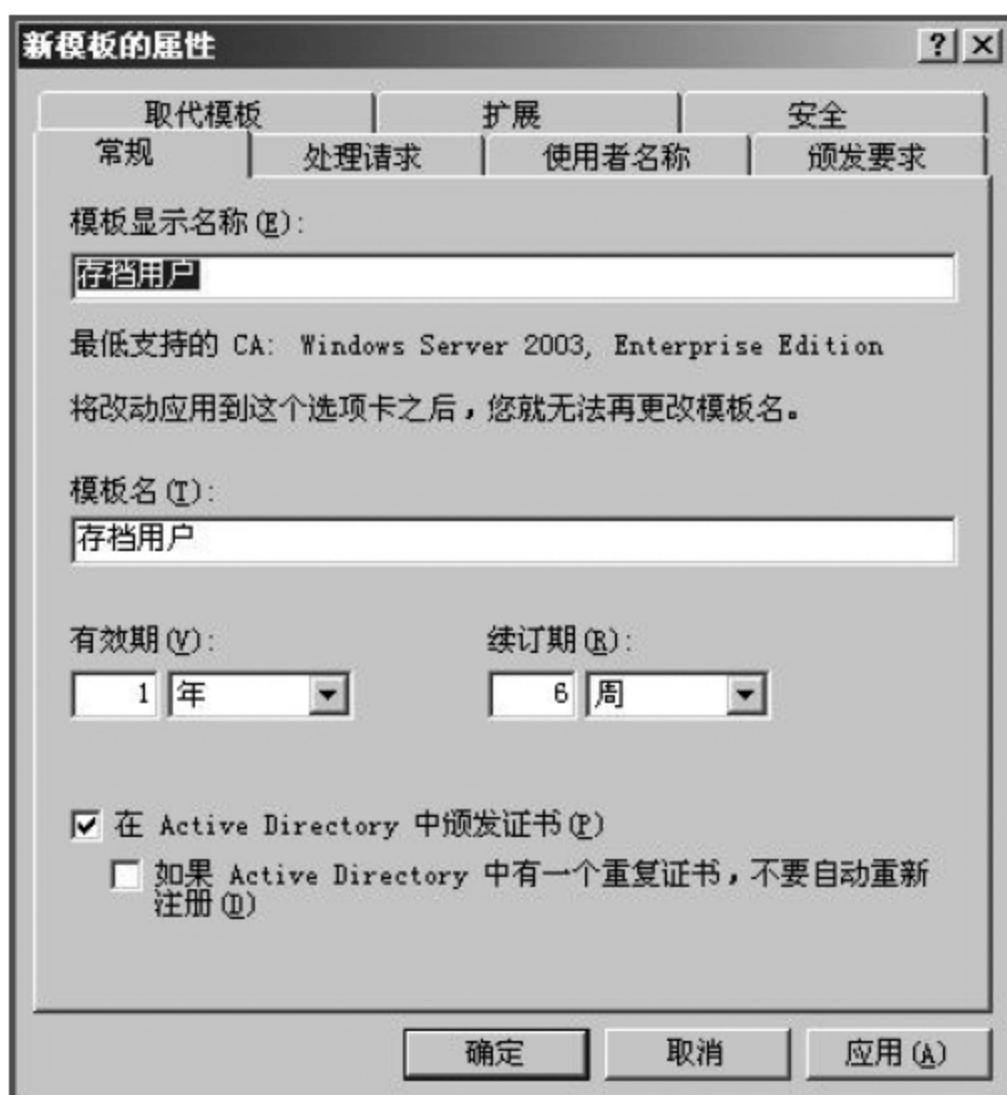 新模板的属性
取代模板 扩展 安全
常规 处理请求 使用者名称 颁发要求
模板显示名称(E):
存档用户
最低支持的 CA: Windows Server 2003, Enterprise Edition
将改动应用到这个选项卡之后,您就无法再更改模板名。
模板名(T):
存档用户
有效期(V): 续订期(R):
1 年 6 周
在 Active Directory 中颁发证书(P)
如果 Active Directory 中有一个重复证书,不要自动重新
注册(D)
确定 取消 应用(A)